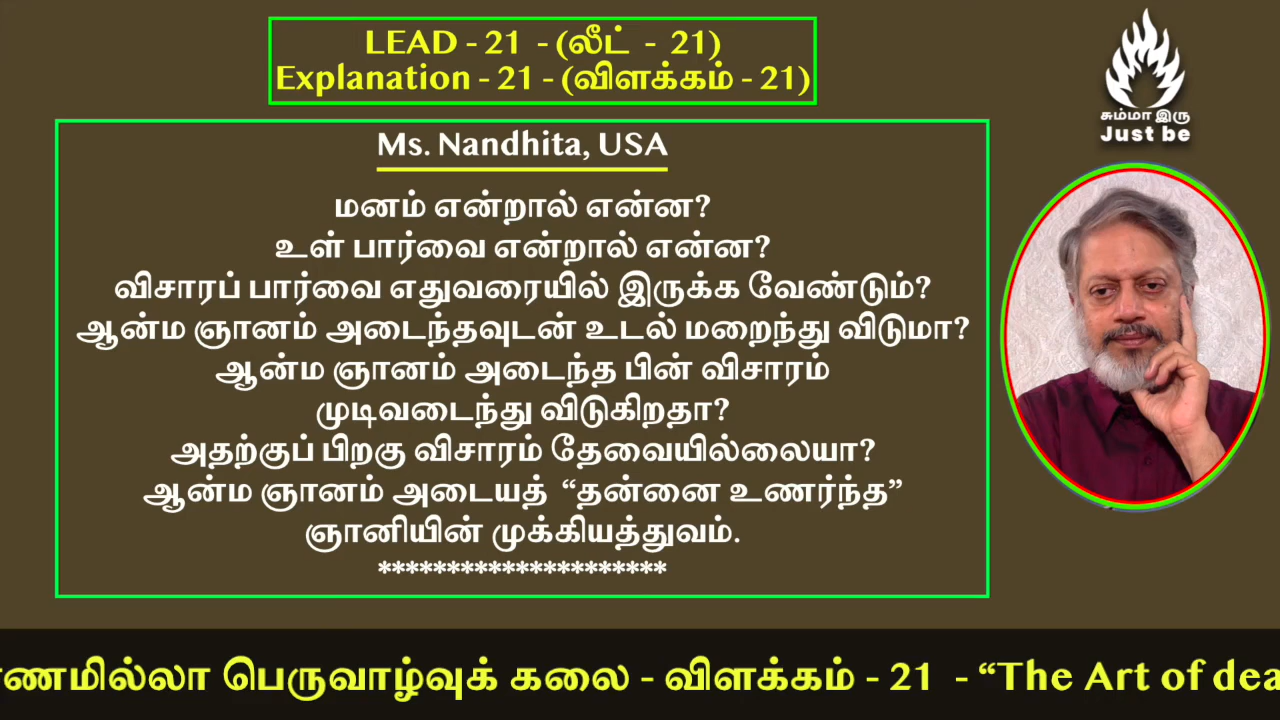 LEAD - 21 - (லீட் - 21)
Explanation - 21 - (விளக்கம் - 21)
சும்மா இரு
Just be
Ms. Nandhita, USA
மனம் என்றால் என்ன?
உள் பார்வை என்றால் என்ன?
விசாரப் பார்வை எதுவரையில் இருக்க வேண்டும்?
ஆன்ம ஞானம் அடைந்தவுடன் உடல் மறைந்து விடுமா?
ஆன்ம ஞானம் அடைந்த பின் விசாரம்
முடிவடைந்து விடுகிறதா?
அதற்குப் பிறகு விசாரம் தேவையில்லையா?
ஆன்ம ஞானம் அடையத் “தன்னை உணர்ந்த”
ஞானியின் முக்கியத்துவம்.
*********************
பெருவாழ்வுக் கலை - விளக்கம் - 21 - “The Art of